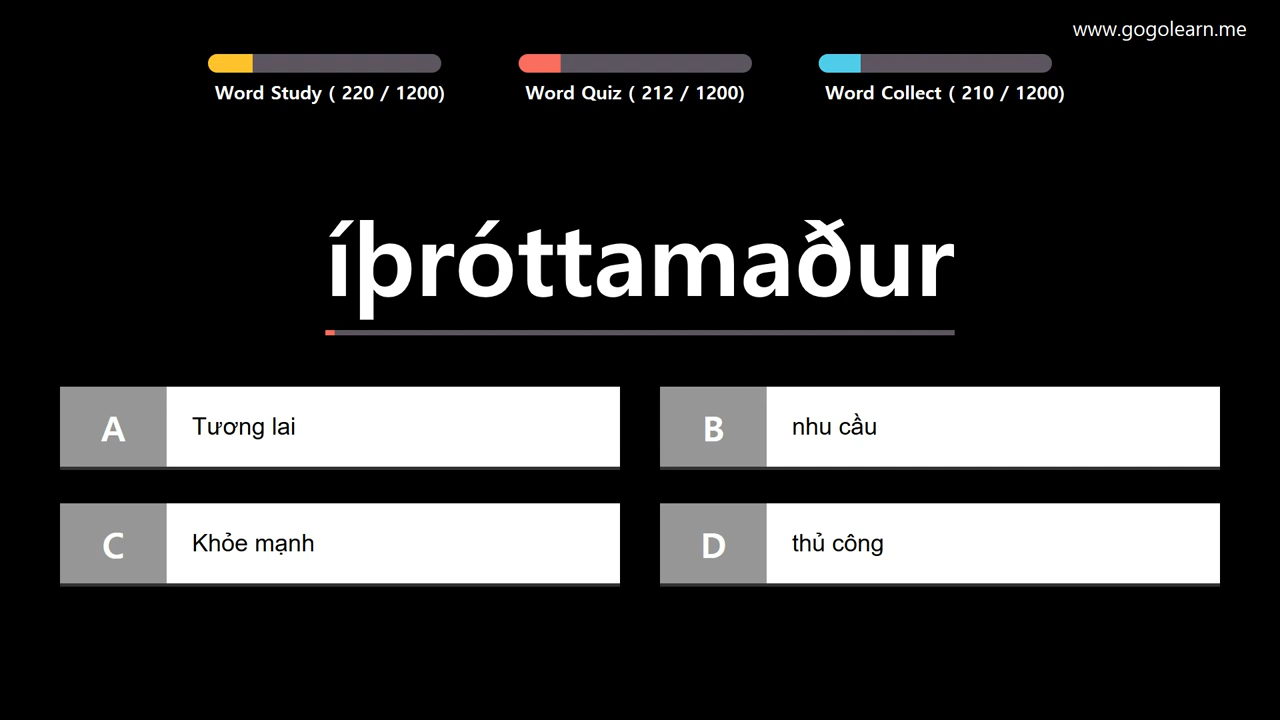 www.gogolearn.me
Word Study ( 220 / 1200)
Word Quiz ( 212 / 1200)
Word Collect ( 210 / 1200)
íþróttamaður
A
Tương lai
B
nhu cầu
C
Khỏe mạnh
D
thủ công